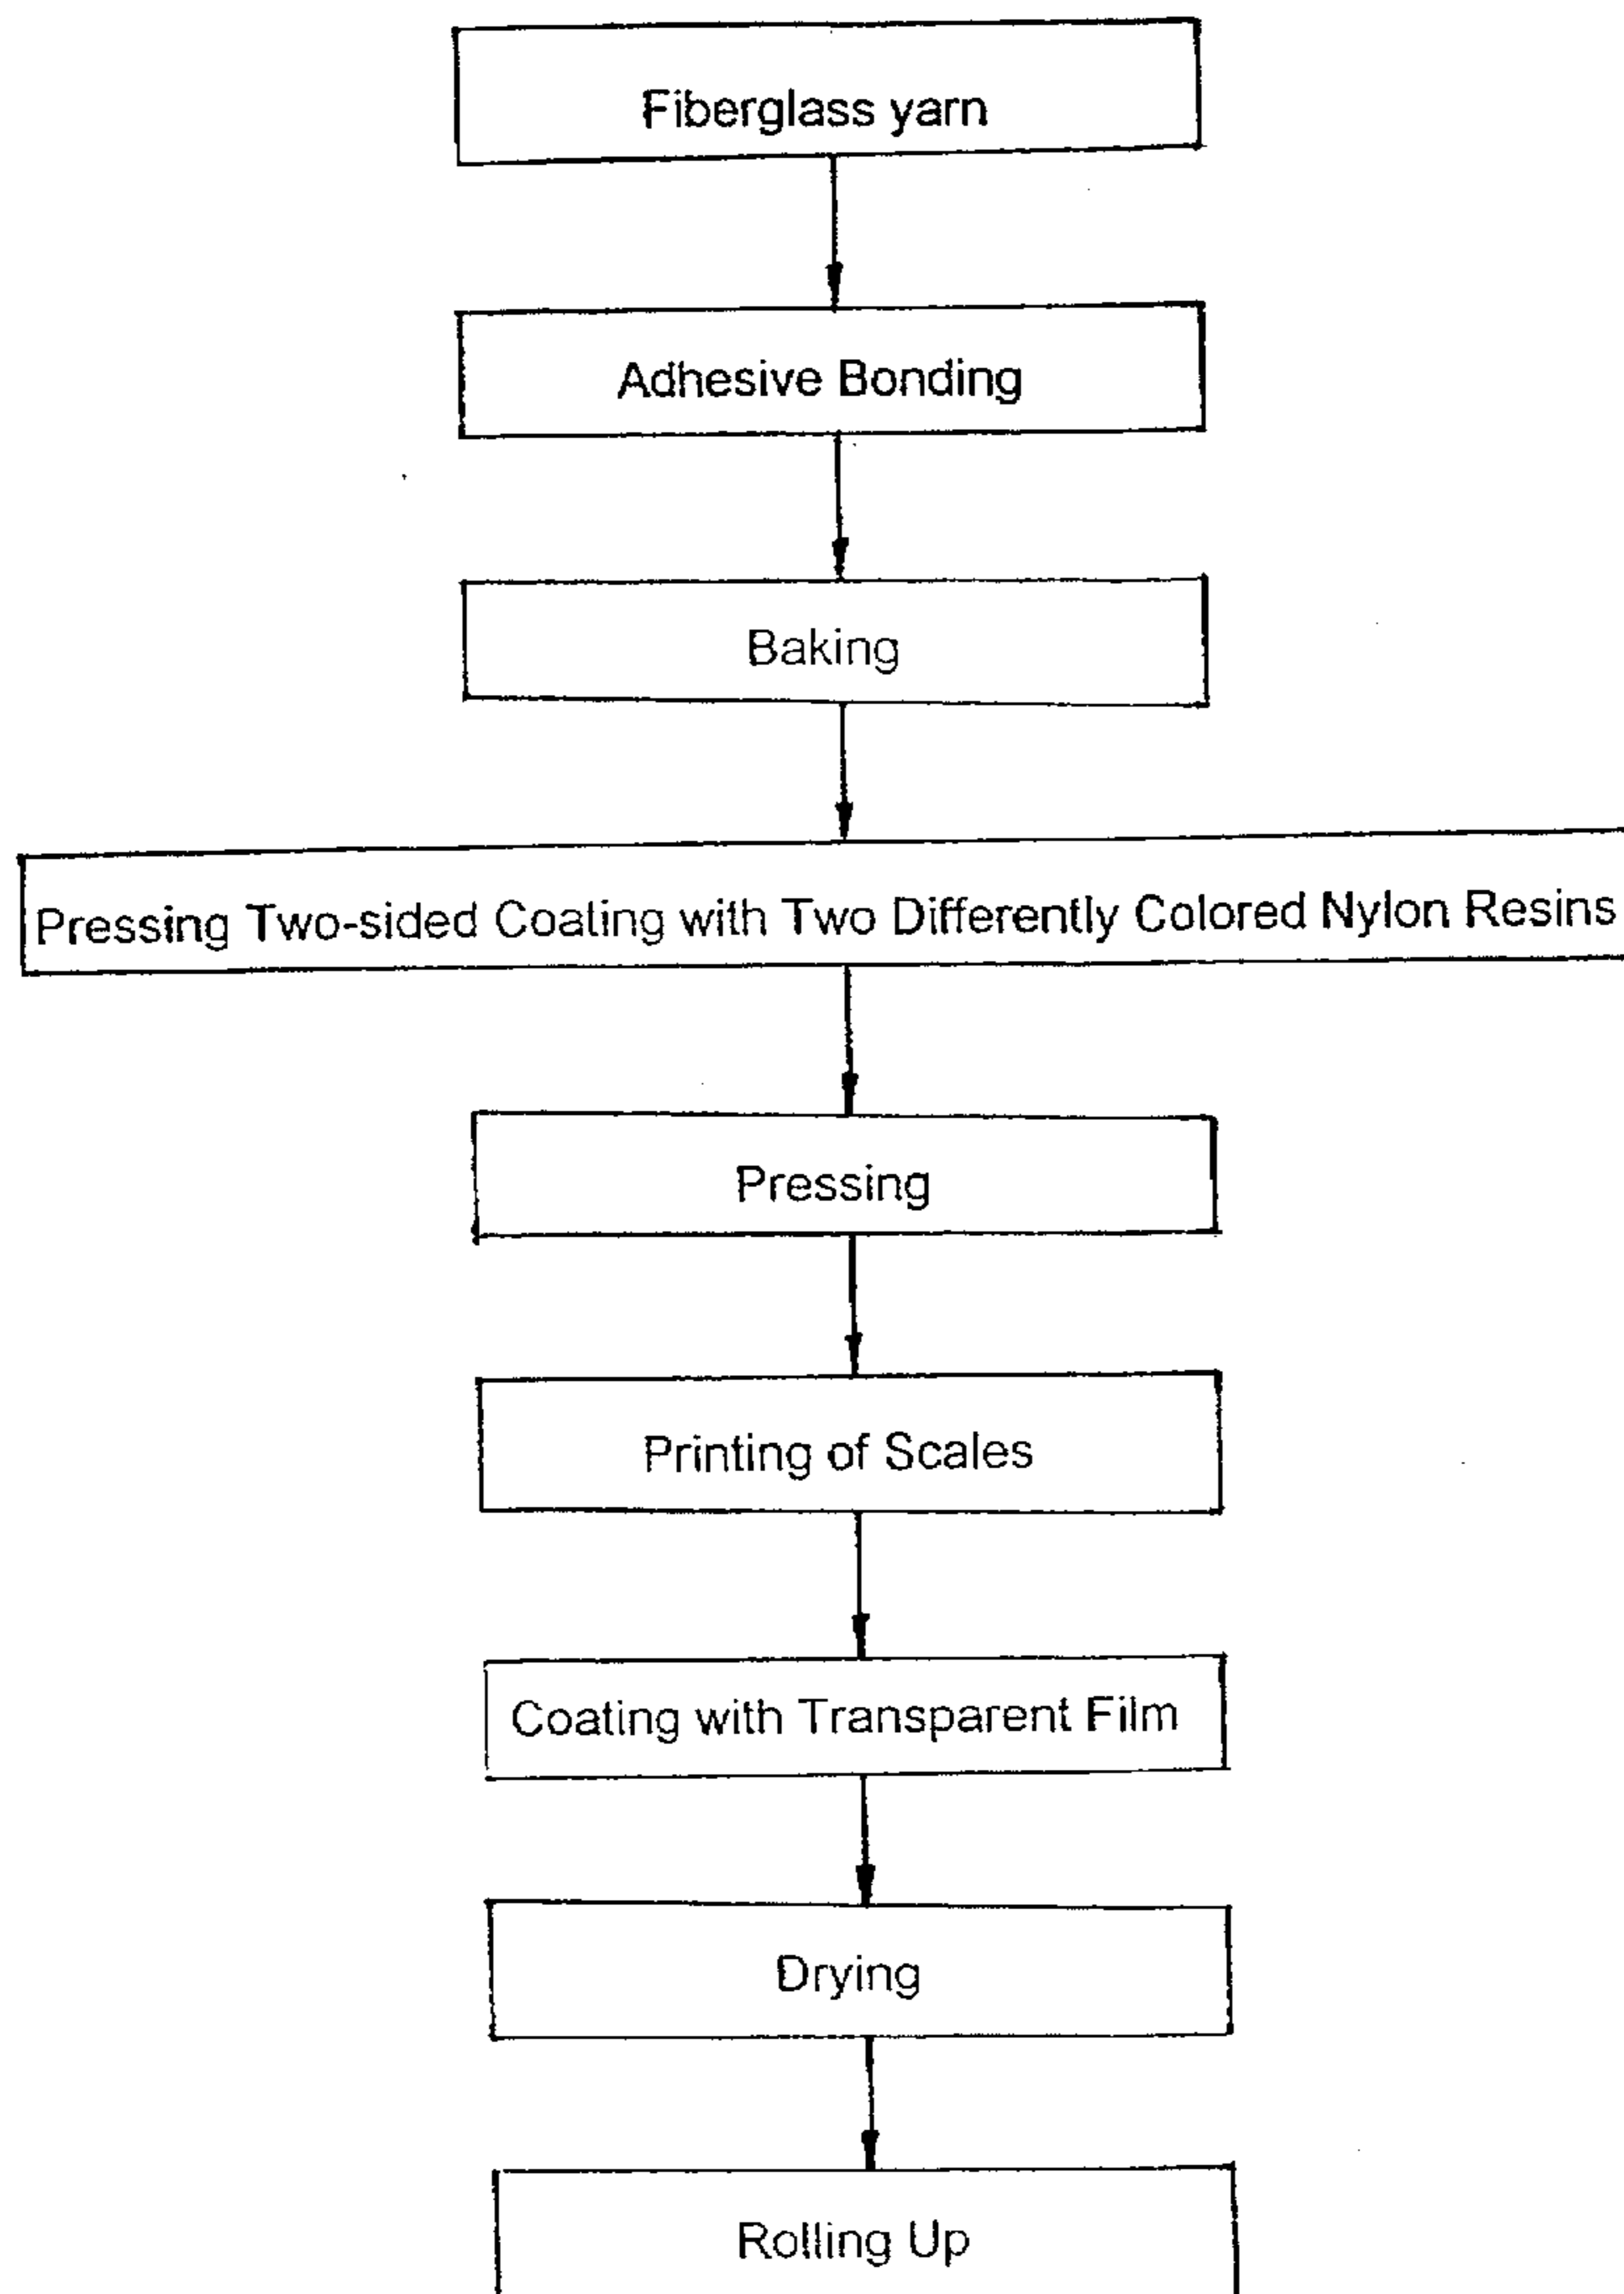 Fiberglass yarn
Adhesive Bonding
Baking
Pressing Two-sided Coating with Two Differently Colored Nylon Resins
Pressing
Printing of Scales
Coating with Transparent Film
Drying
Rolling Up